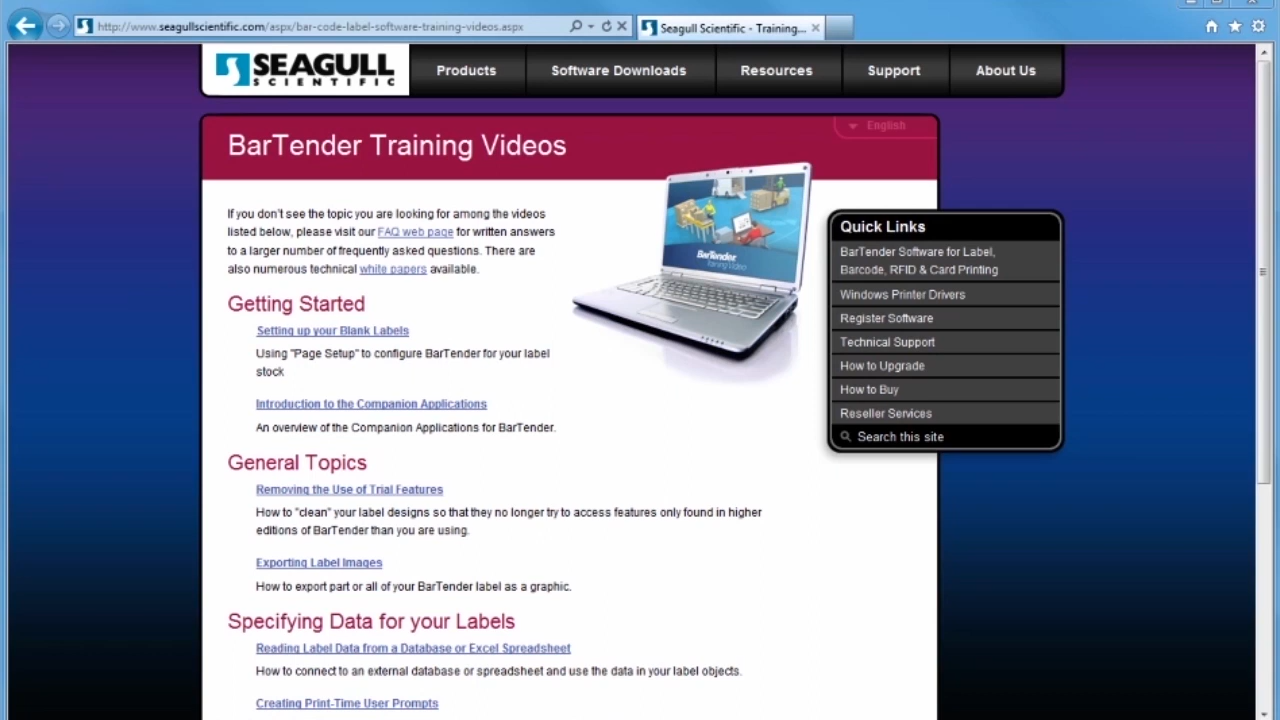 http://www.seagullscientific.com/aspx/bar-code-label-software-training-videos.aspx
Seagull Scientific - Training...
SEAGULL
SCIENTIFIC
Products
Software Downloads
Resources
Support
About Us
English
BarTender Training Videos
If you don't see the topic you are looking for among the videos
listed below, please visit our FAQ web page for written answers
to a larger number of frequently asked questions. There are
also numerous technical white papers available.
BarTender
Training Video
Getting Started
Setting up your Blank Labels
Using "Page Setup" to configure BarTender for your label
stock
Introduction to the Companion Applications
An overview of the Companion Applications for BarTender.
General Topics
Removing the Use of Trial Features
How to "clean" your label designs so that they no longer try to access features only found in higher
editions of BarTender than you are using.
Exporting Label Images
How to export part or all of your BarTender label as a graphic.
Specifying Data for your Labels
Reading Label Data from a Database or Excel Spreadsheet
How to connect to an external database or spreadsheet and use the data in your label objects.
Creating Print-Time User Prompts
Quick Links
BarTender Software for Label,
Barcode, RFID & Card Printing
Windows Printer Drivers
Register Software
Technical Support
How to Upgrade
How to Buy
Reseller Services
Search this site